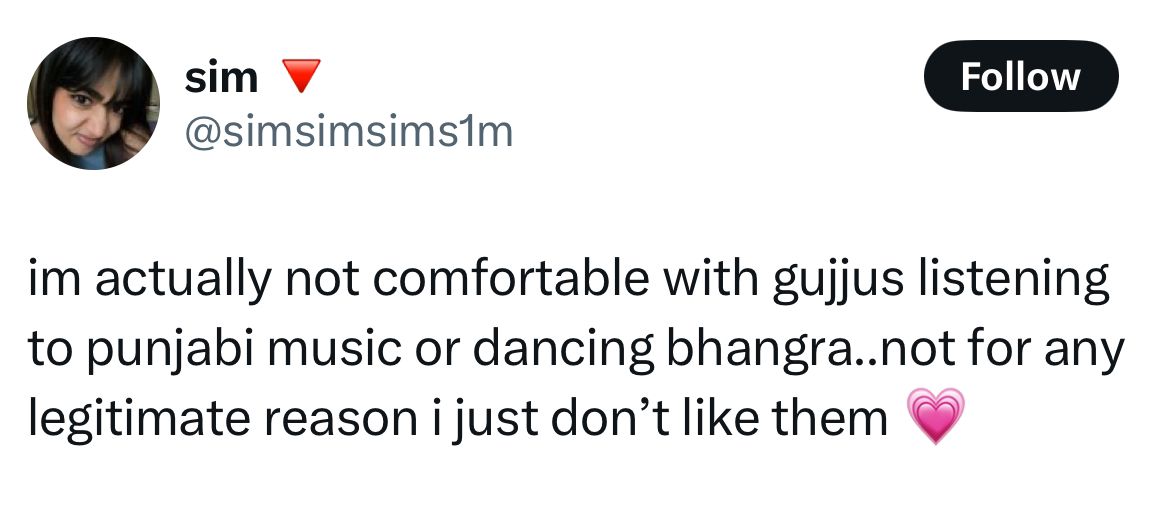 sim 🔻
Follow
@simsimsims1m
im actually not comfortable with gujjus listening
to punjabi music or dancing bhangra..not for any
legitimate reason i just don’t like them 💗